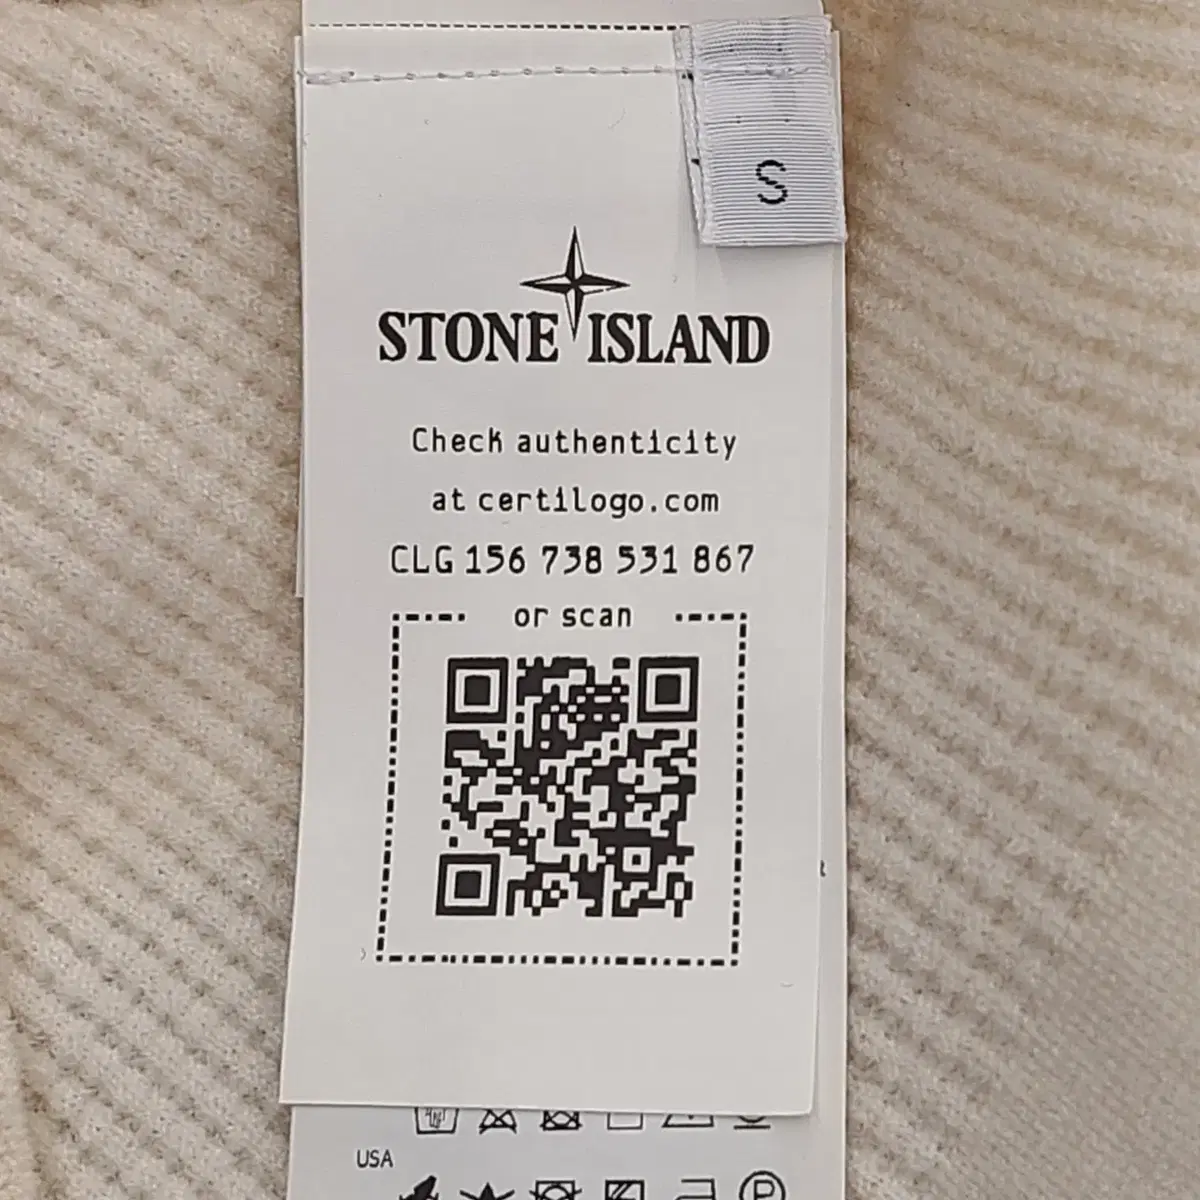 S
STONE ISLAND
Check authenticity
at certilogo.com
CLG 156 738 531 867
or scan
USA
P